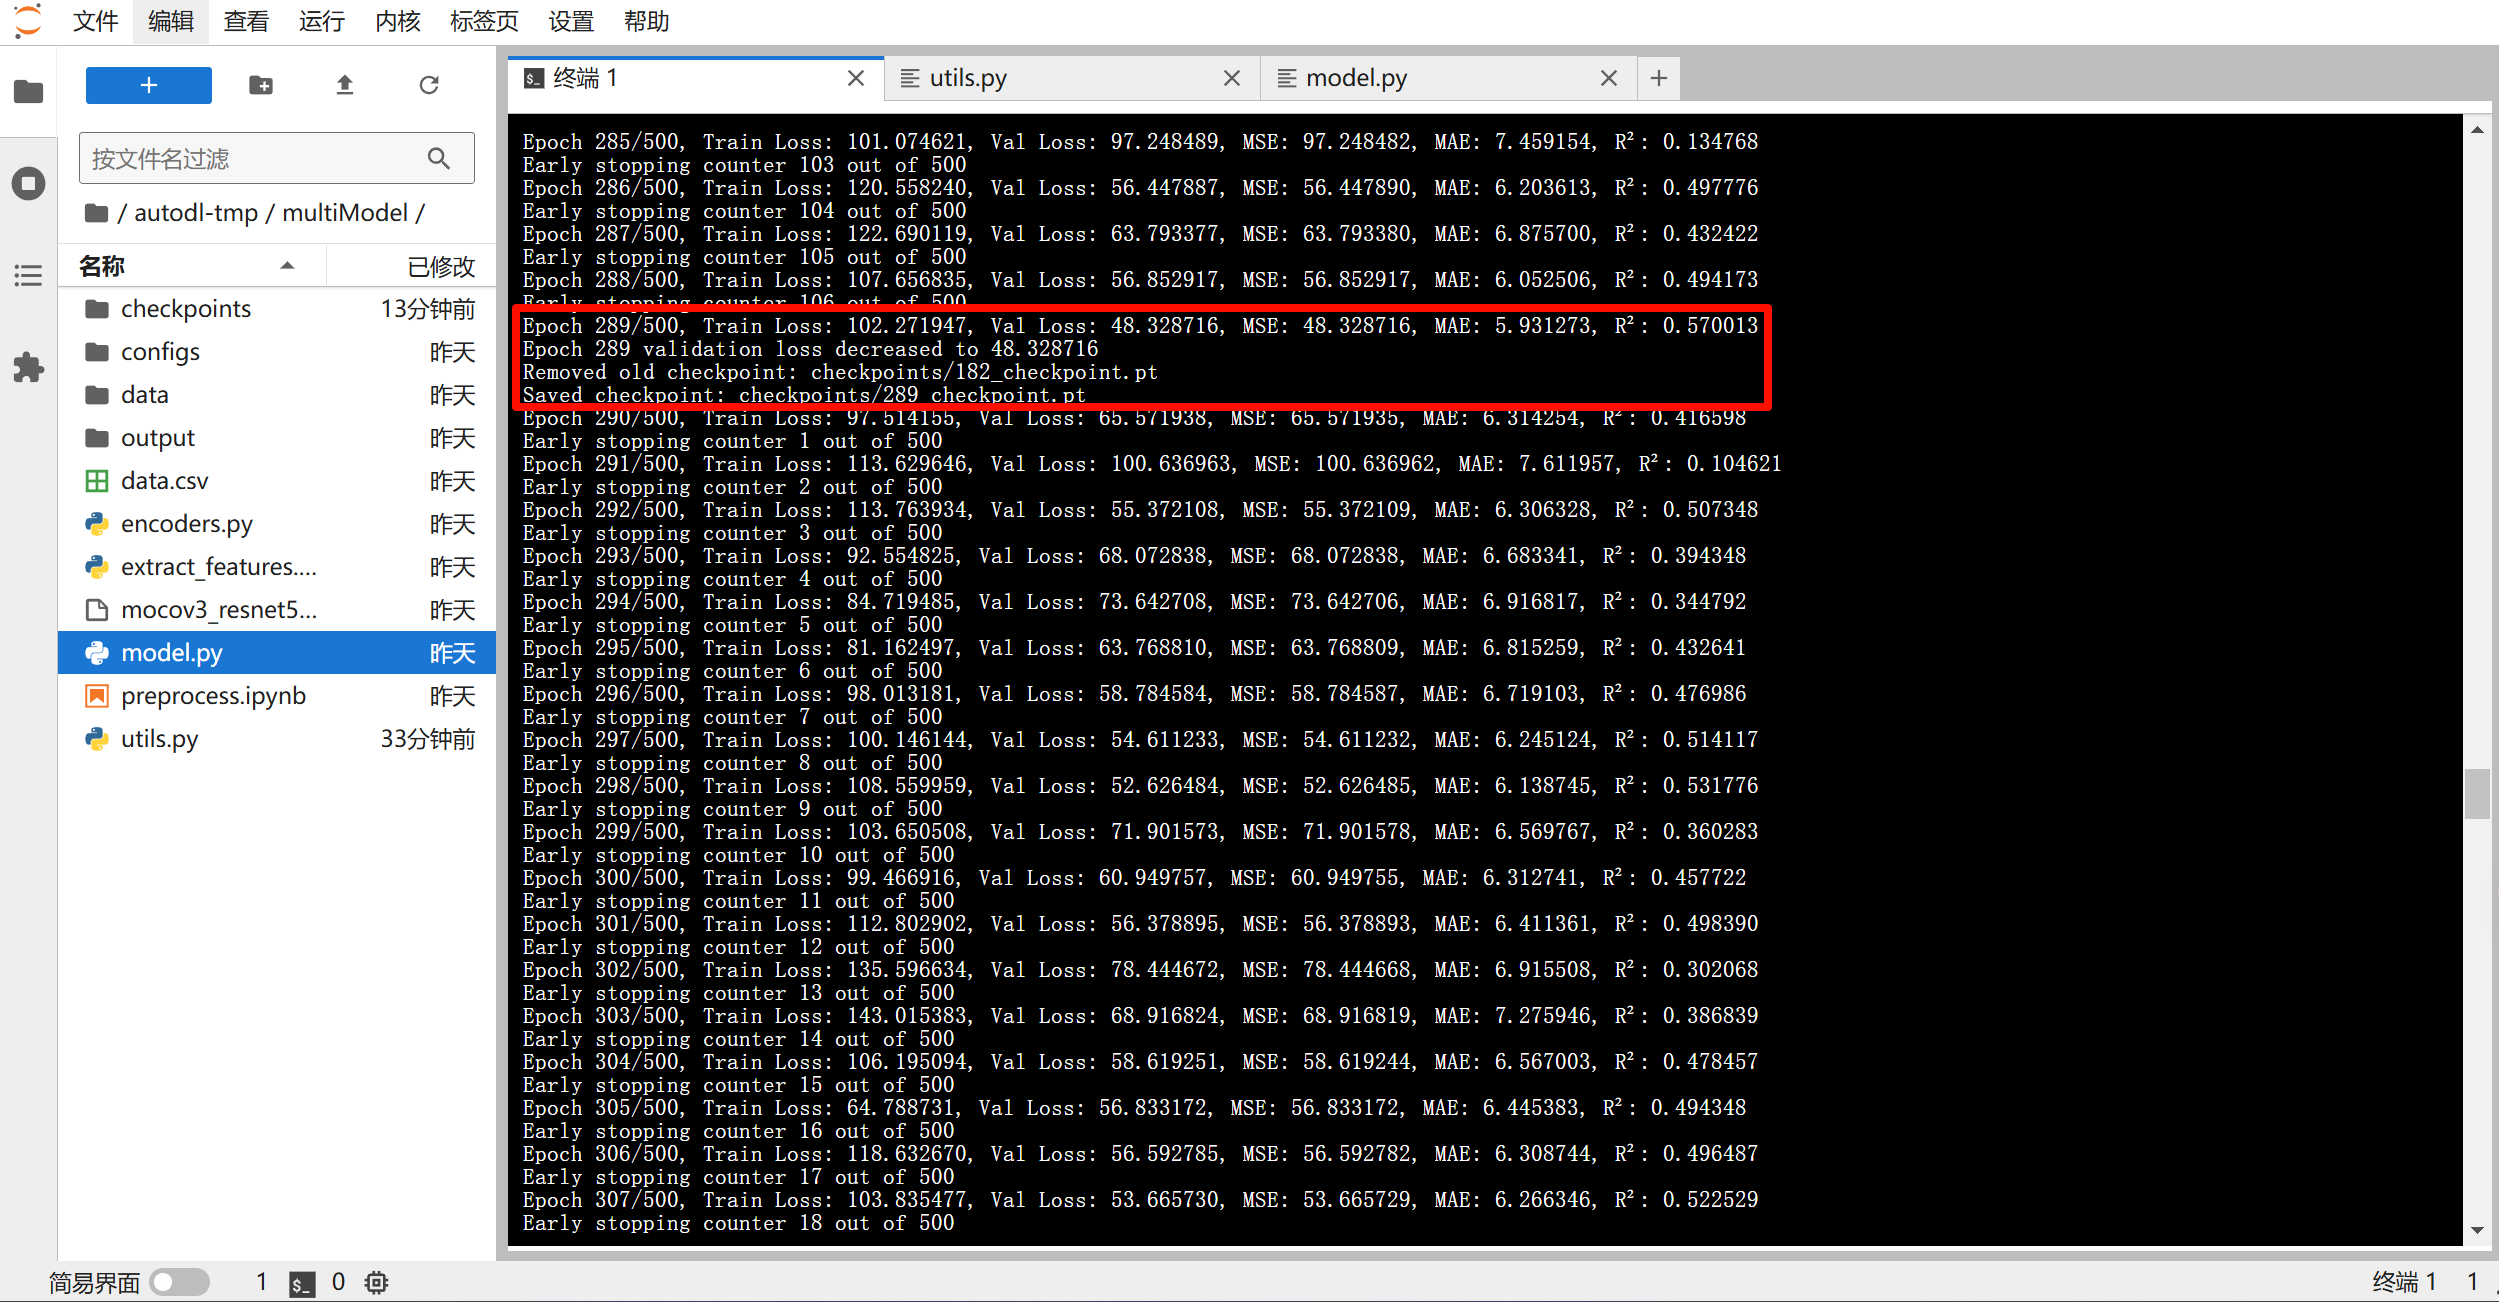 文件 编辑 查看 运行 内核 标签页 设置 帮助
+
按文件名过滤
/ autodl-tmp / multiModel /
名称 已修改
checkpoints 13分钟前
configs 昨天
data 昨天
output 昨天
data.csv 昨天
encoders.py 昨天
extract_features.... 昨天
mocov3_resnet5... 昨天
model.py 昨天
preprocess.ipynb 昨天
utils.py 33分钟前
终端 1 utils.py model.py
Epoch 285/500, Train Loss: 101.074621, Val Loss: 97.248489, MSE: 97.248482, MAE: 7.459154, R²: 0.134768
Early stopping counter 103 out of 500
Epoch 286/500, Train Loss: 120.558240, Val Loss: 56.447887, MSE: 56.447890, MAE: 6.203613, R²: 0.497776
Early stopping counter 104 out of 500
Epoch 287/500, Train Loss: 122.690119, Val Loss: 63.793377, MSE: 63.793380, MAE: 6.875700, R²: 0.432422
Early stopping counter 105 out of 500
Epoch 288/500, Train Loss: 107.656835, Val Loss: 56.852917, MSE: 56.852917, MAE: 6.052506, R²: 0.494173
Early stopping counter 106 out of 500
Epoch 289/500, Train Loss: 102.271947, Val Loss: 48.328716, MSE: 48.328716, MAE: 5.931273, R²: 0.570013
Epoch 289 validation loss decreased to 48.328716
Removed old checkpoint: checkpoints/182_checkpoint.pt
Saved checkpoint: checkpoints/289_checkpoint.pt
Epoch 290/500, Train Loss: 97.514155, Val Loss: 65.571938, MSE: 65.571935, MAE: 6.314254, R²: 0.416598
Early stopping counter 1 out of 500
Epoch 291/500, Train Loss: 113.629646, Val Loss: 100.636963, MSE: 100.636962, MAE: 7.611957, R²: 0.104621
Early stopping counter 2 out of 500
Epoch 292/500, Train Loss: 113.763934, Val Loss: 55.372108, MSE: 55.372109, MAE: 6.306328, R²: 0.507348
Early stopping counter 3 out of 500
Epoch 293/500, Train Loss: 92.554825, Val Loss: 68.072838, MSE: 68.072838, MAE: 6.683341, R²: 0.394348
Early stopping counter 4 out of 500
Epoch 294/500, Train Loss: 84.719485, Val Loss: 73.642708, MSE: 73.642706, MAE: 6.916817, R²: 0.344792
Early stopping counter 5 out of 500
Epoch 295/500, Train Loss: 81.162497, Val Loss: 63.768810, MSE: 63.768809, MAE: 6.815259, R²: 0.432641
Early stopping counter 6 out of 500
Epoch 296/500, Train Loss: 98.013181, Val Loss: 58.784584, MSE: 58.784587, MAE: 6.719103, R²: 0.476986
Early stopping counter 7 out of 500
Epoch 297/500, Train Loss: 100.146144, Val Loss: 54.611233, MSE: 54.611232, MAE: 6.245124, R²: 0.514117
Early stopping counter 8 out of 500
Epoch 298/500, Train Loss: 108.559959, Val Loss: 52.626484, MSE: 52.626485, MAE: 6.138745, R²: 0.531776
Early stopping counter 9 out of 500
Epoch 299/500, Train Loss: 103.650508, Val Loss: 71.901573, MSE: 71.901578, MAE: 6.569767, R²: 0.360283
Early stopping counter 10 out of 500
Epoch 300/500, Train Loss: 99.466916, Val Loss: 60.949757, MSE: 60.949755, MAE: 6.312741, R²: 0.457722
Early stopping counter 11 out of 500
Epoch 301/500, Train Loss: 112.802902, Val Loss: 56.378895, MSE: 56.378893, MAE: 6.411361, R²: 0.498390
Early stopping counter 12 out of 500
Epoch 302/500, Train Loss: 135.596634, Val Loss: 78.444672, MSE: 78.444668, MAE: 6.915508, R²: 0.302068
Early stopping counter 13 out of 500
Epoch 303/500, Train Loss: 143.015383, Val Loss: 68.916824, MSE: 68.916819, MAE: 7.275946, R²: 0.386839
Early stopping counter 14 out of 500
Epoch 304/500, Train Loss: 106.195094, Val Loss: 58.619251, MSE: 58.619244, MAE: 6.567003, R²: 0.478457
Early stopping counter 15 out of 500
Epoch 305/500, Train Loss: 64.788731, Val Loss: 56.833172, MSE: 56.833172, MAE: 6.445383, R²: 0.494348
Early stopping counter 16 out of 500
Epoch 306/500, Train Loss: 118.632670, Val Loss: 56.592785, MSE: 56.592782, MAE: 6.308744, R²: 0.496487
Early stopping counter 17 out of 500
Epoch 307/500, Train Loss: 103.835477, Val Loss: 53.665730, MSE: 53.665729, MAE: 6.266346, R²: 0.522529
Early stopping counter 18 out of 500
简易界面 1 $_ 0 终端 1 1